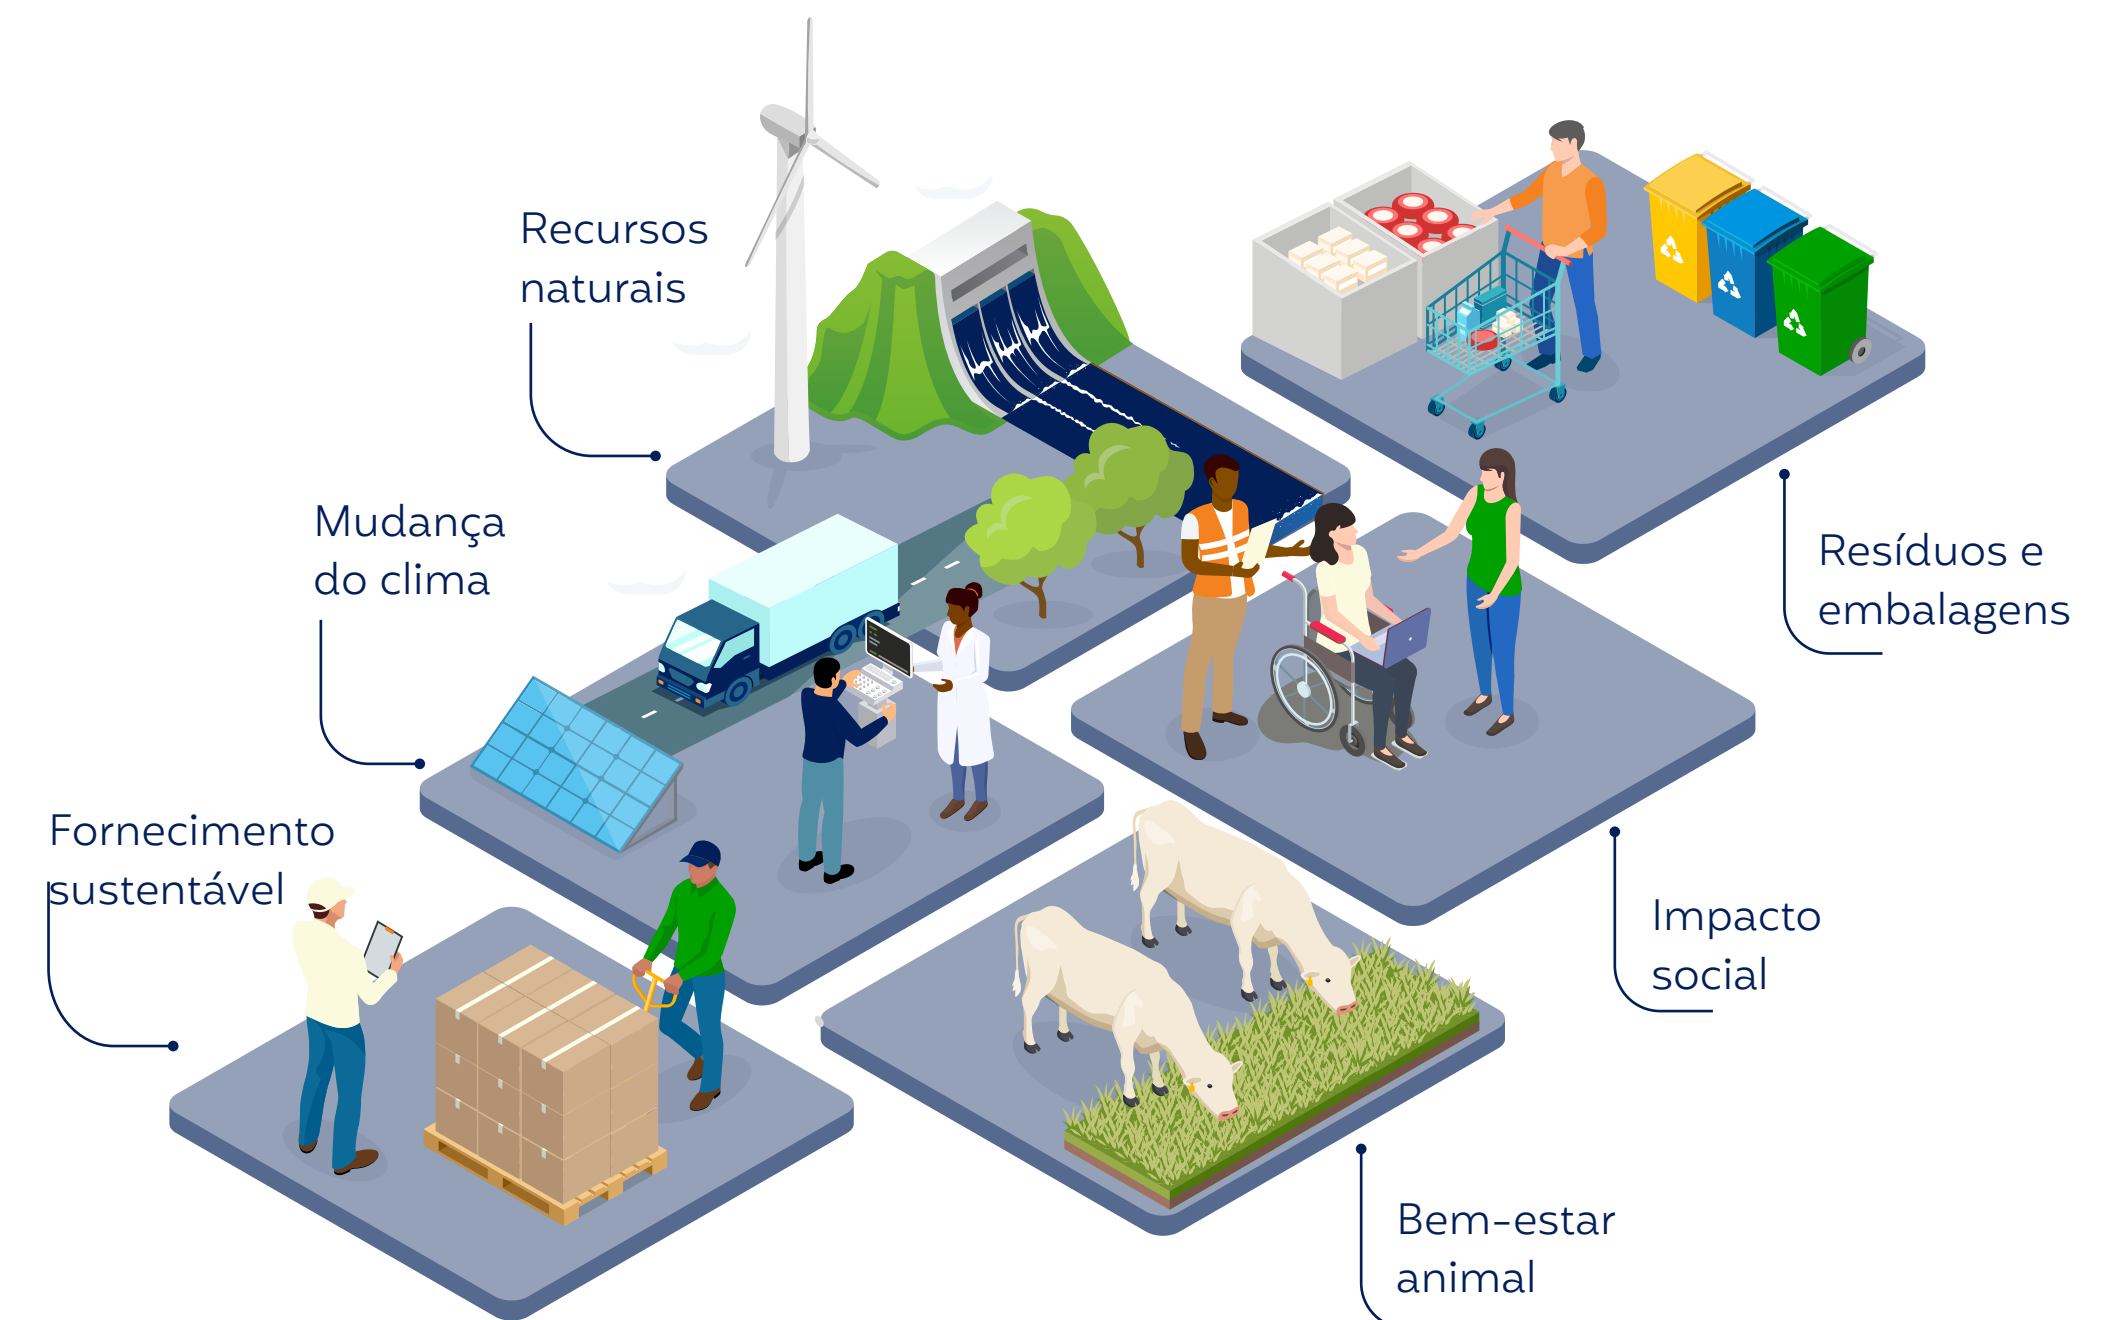 Recursos
naturais
Mudança
do clima
Fornecimento
sustentável
Resíduos e
embalagens
Impacto
social
Bem-estar
animal